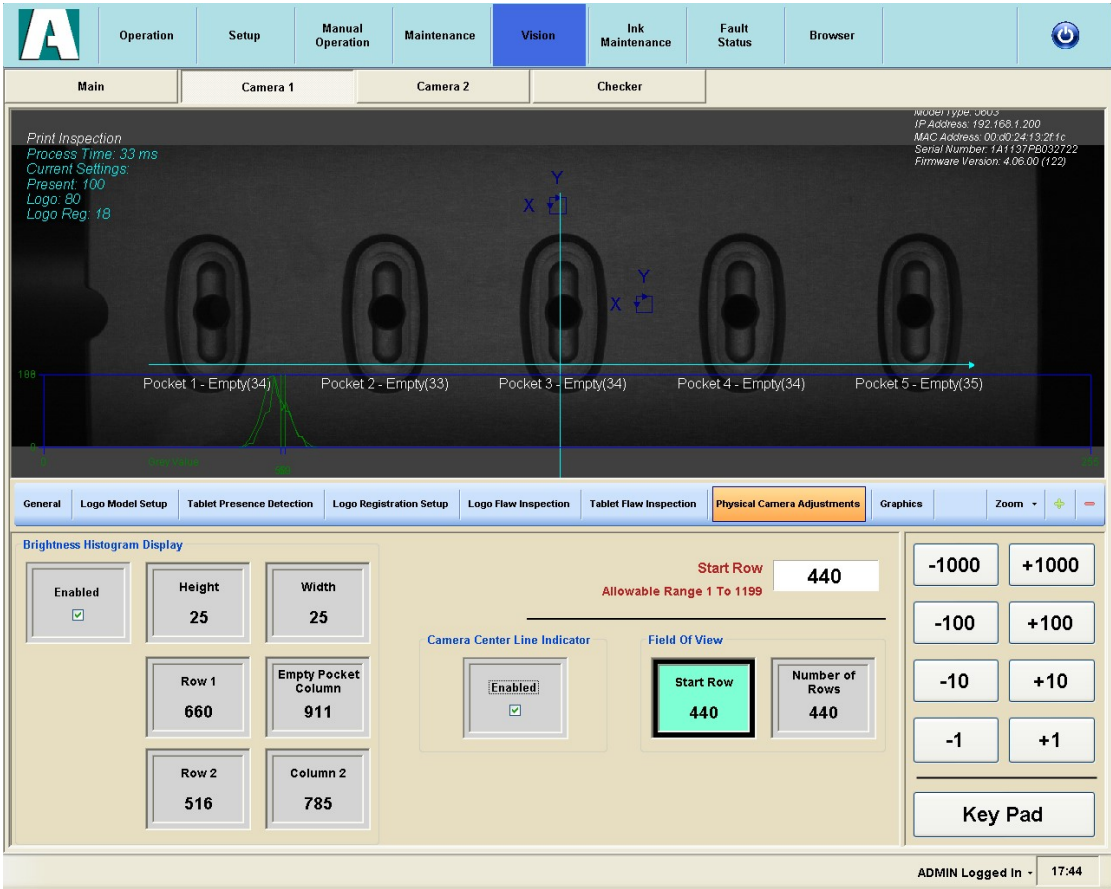 A
Operation
Setup
Manual
Operation
Maintenance
Vision
Ink
Maintenance
Fault
Status
Browser
Main
Camera 1
Camera 2
Checker
Print Inspection
Process Time: 33 ms
Current Settings:
Present: 100
Logo: 80
Logo Reg: 18
Model Type: 5603
IP Address: 192.168.1.200
MAC Address: 00:d0:24:13:2f:1c
Serial Number: 1A1137PB032722
Firmware Version: 4.06.00 (122)
Y
X
Y
X
Pocket 1 - Empty(34)
Pocket 2 - Empty(33)
Pocket 3 - Empty(34)
Pocket 4 - Empty(34)
Pocket 5 - Empty(35)
100
0
0
Grey Value
255
General
Logo Model Setup
Tablet Presence Detection
Logo Registration Setup
Logo Flaw Inspection
Tablet Flaw Inspection
Physical Camera Adjustments
Graphics
Zoom
Brightness Histogram Display
Enabled
Height
25
Width
25
Row 1
660
Empty Pocket
Column
911
Row 2
516
Column 2
785
Start Row
440
Allowable Range 1 To 1199
Camera Center Line Indicator
Enabled
Field Of View
Start Row
440
Number of
Rows
440
-1000
+1000
-100
+100
-10
+10
-1
+1
Key Pad
ADMIN Logged In -
17:44